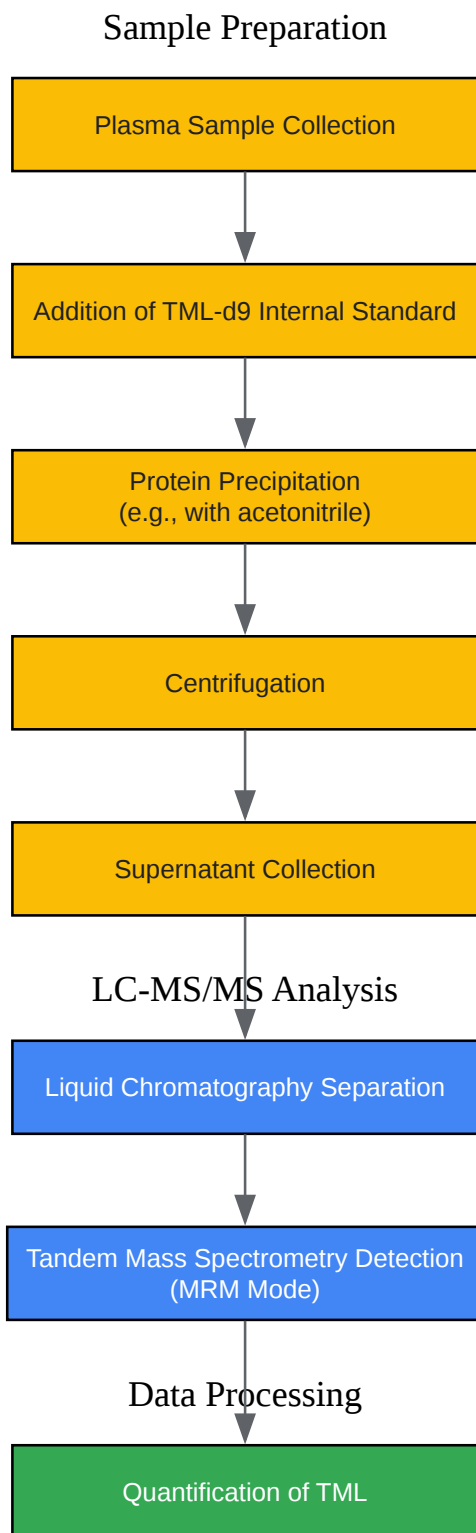 Sample Preparation
Plasma Sample Collection
Addition of TML-d9 Internal Standard
Protein Precipitation
(e.g., with acetonitrile)
Centrifugation
Supernatant Collection
LC-MS/MS Analysis
Liquid Chromatography Separation
Tandem Mass Spectrometry Detection
(MRM Mode)
Data Processing
Quantification of TML